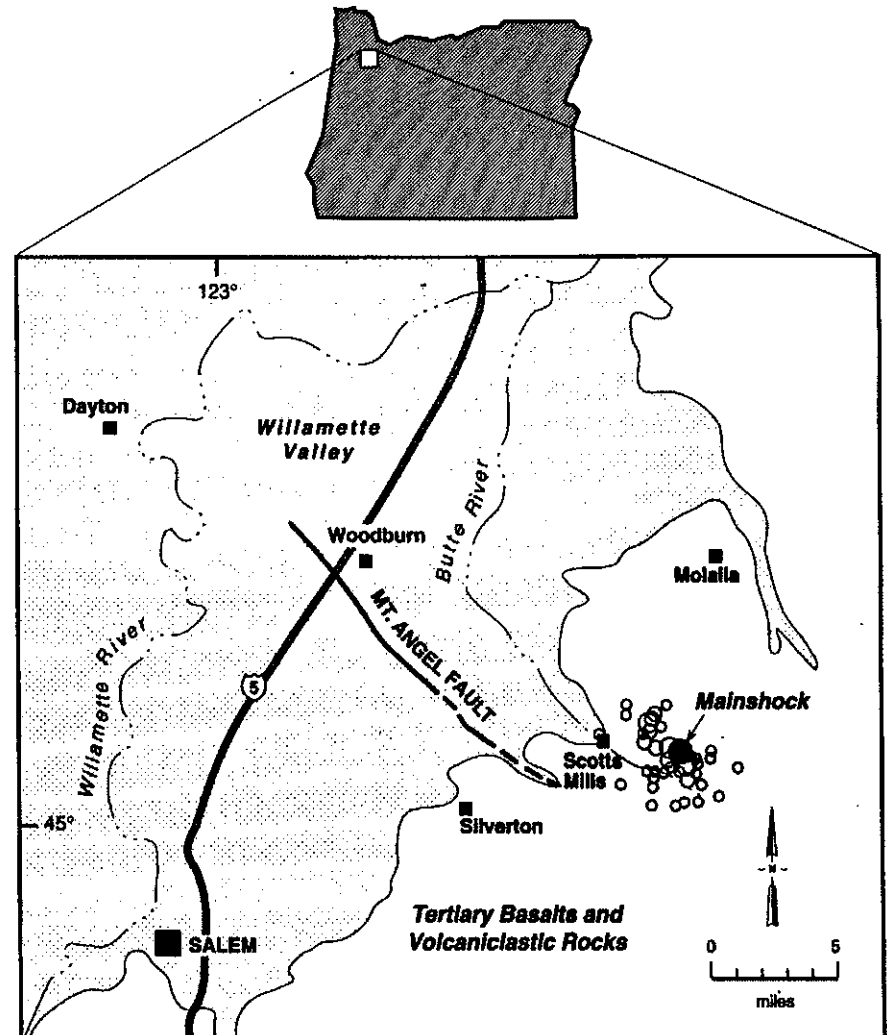 123°
Dayton
Willamette
Valley
Butte River
Woodburn
Molalla
MT. ANGEL FAULT
Willamette River
5
Mainshock
Scotts
Mills
45°
Silverton
N
Tertiary Basalts and
Volcaniclastic Rocks
SALEM
0 5
miles